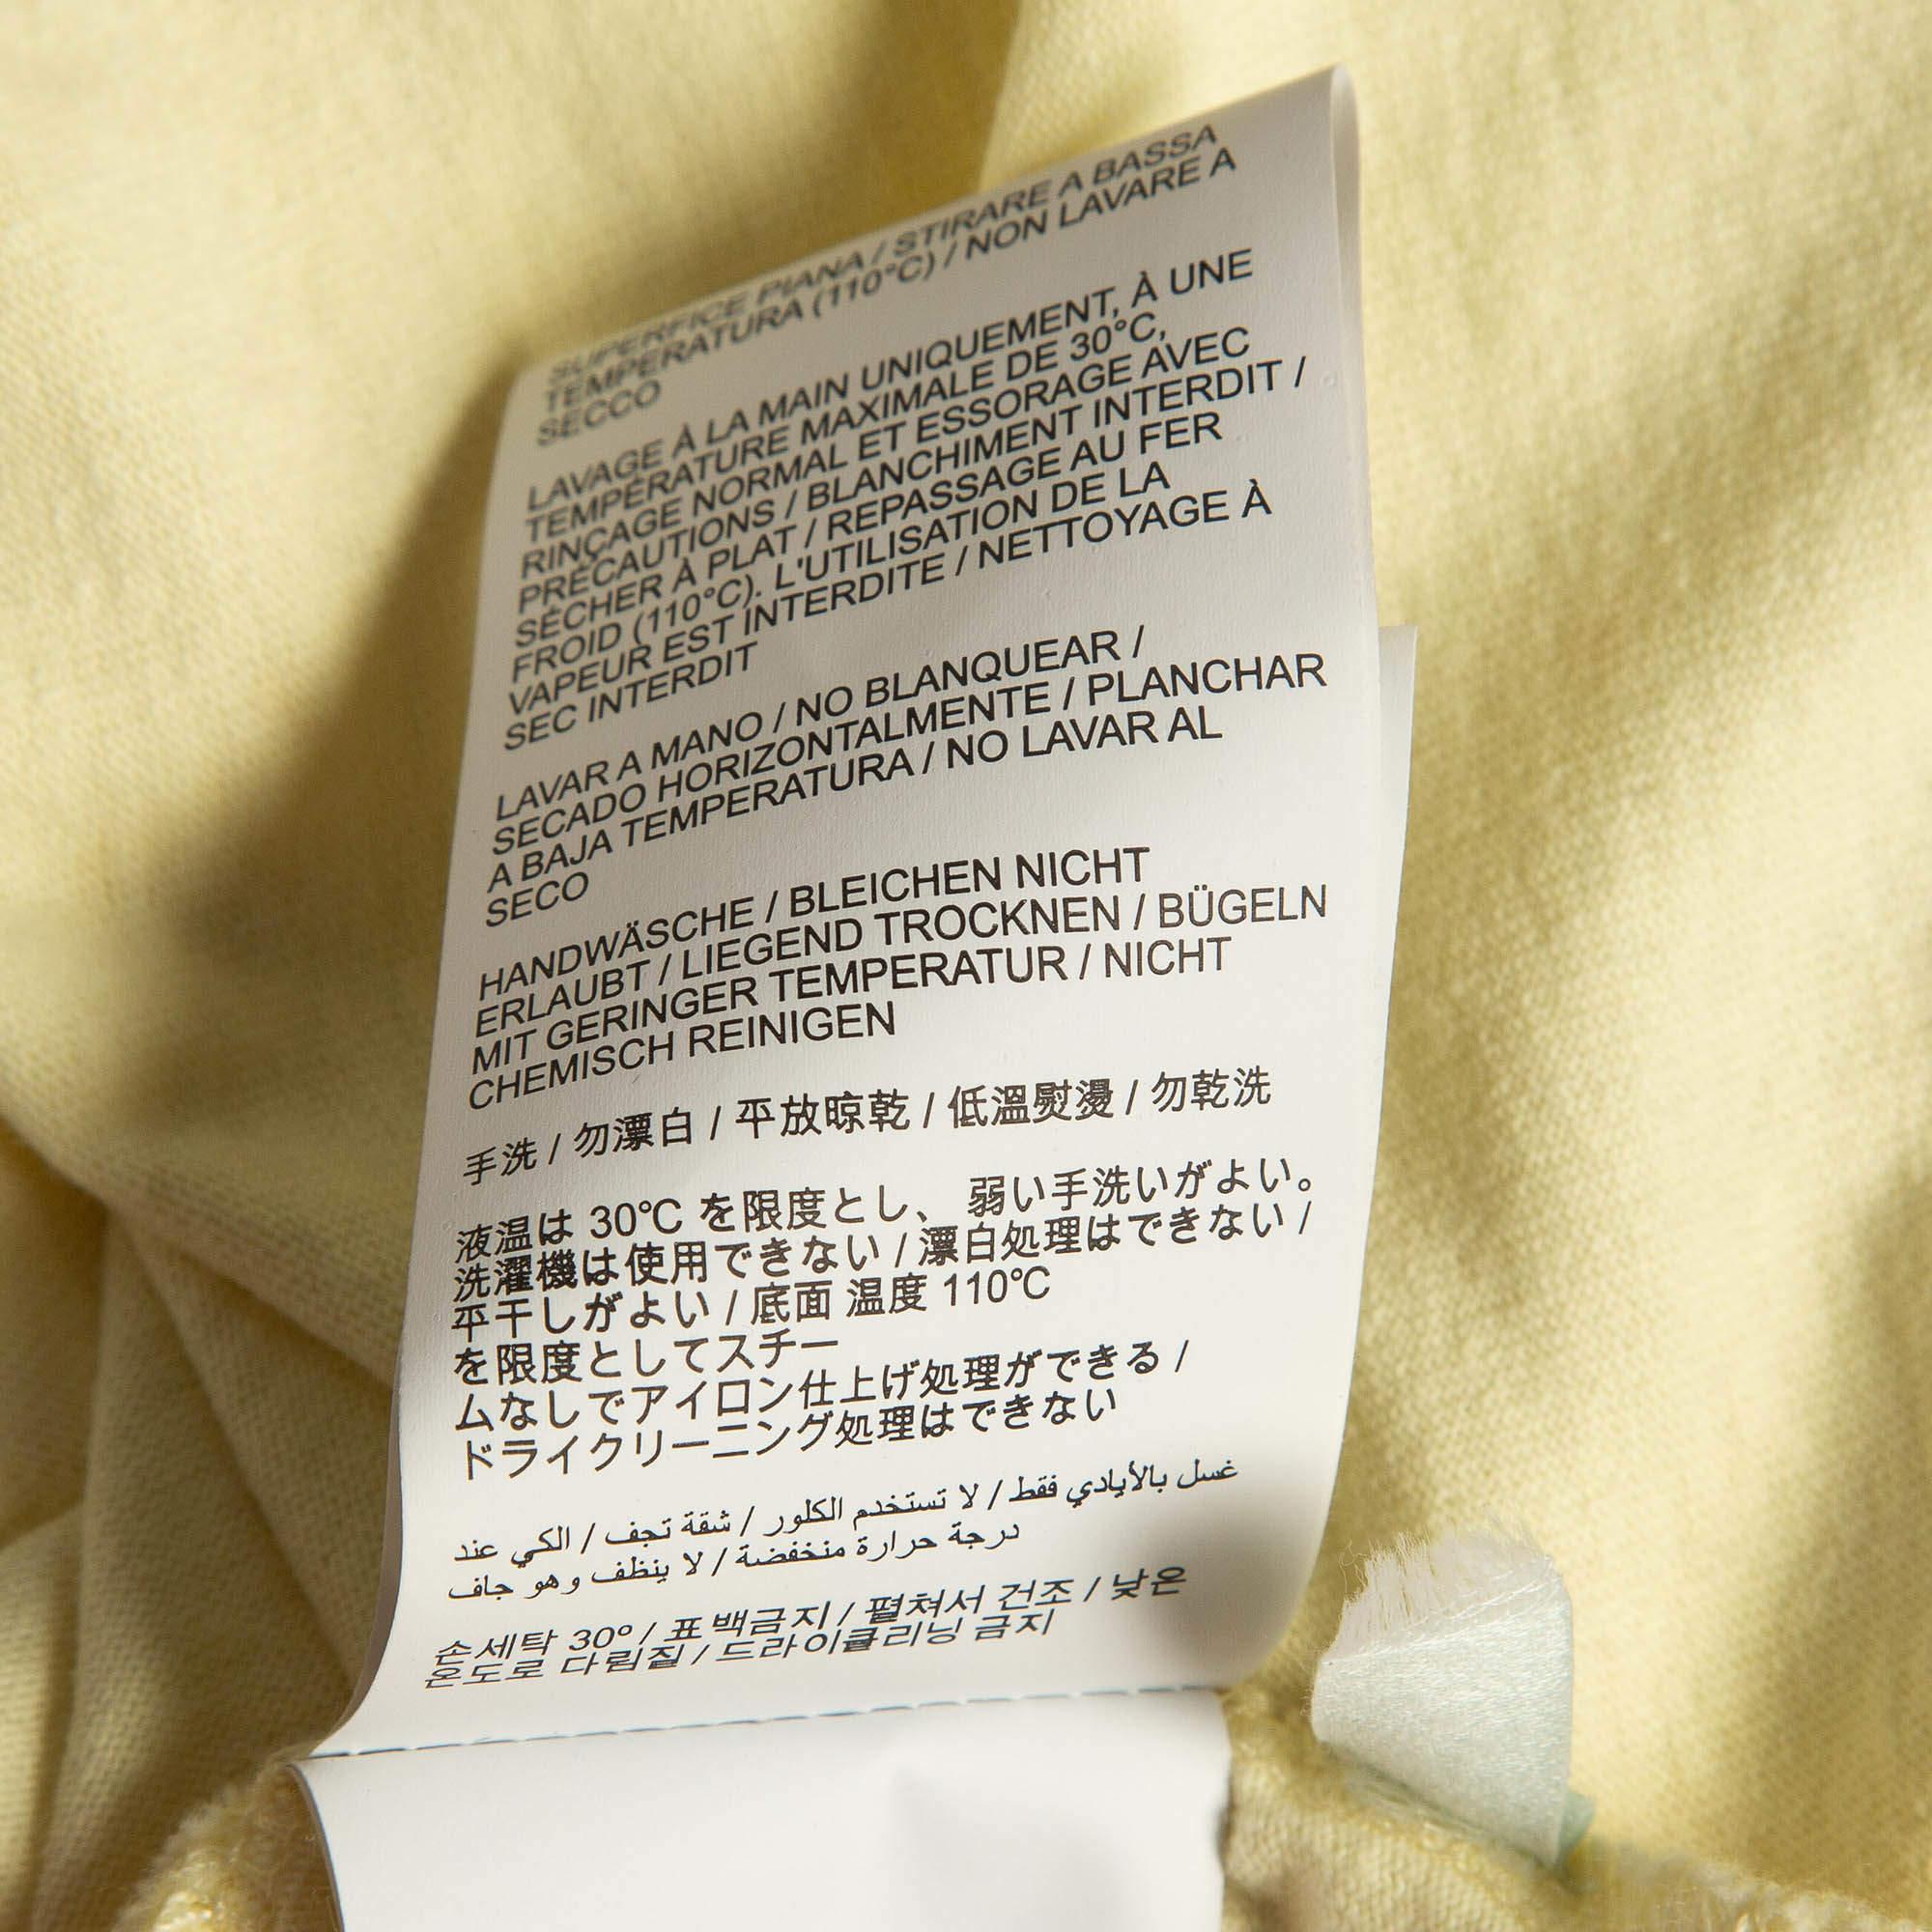 SUPERFICE PIANA / STIRARE A BASSA
TEMPERATURA (110°C) / NON LAVARE A
SECCO
LAVAGE À LA MAIN UNIQUEMENT, À UNE
TEMPÉRATURE MAXIMALE DE 30°C,
RINÇAGE NORMAL ET ESSORAGE AVEC
PRÉCAUTIONS / BLANCHIMENT INTERDIT /
SÉCHER À PLAT / REPASSAGE AU FER
FROID (110°C). L'UTILISATION DE LA
VAPEUR EST INTERDITE / NETTOYAGE À
SEC INTERDIT
LAVAR A MANO / NO BLANQUEAR /
SECADO HORIZONTALMENTE / PLANCHAR
A BAJA TEMPERATURA / NO LAVAR AL
SECO
HANDWÄSCHE / BLEICHEN NICHT
ERLAUBT / LIEGEND TROCKNEN / BÜGELN
MIT GERINGER TEMPERATUR / NICHT
CHEMISCH REINIGEN
手洗 / 勿漂白 / 平放晾乾 / 低溫熨燙 / 勿乾洗
液温は 30℃ を限度とし、 弱い手洗いがよい。
洗濯機は使用できない / 漂白処理はできない /
平干しがよい / 底面 温度 110℃
を限度としてスチー
ムなしでアイロン仕上げ処理ができる /
ドライクリーニング処理はできない
غسل بالأيادي فقط / لا تستخدم الكلور / شقة تجف / الكي عند
درجة حرارة منخفضة / لا ينظف وهو جاف
손세탁 30º / 표백금지 / 펼쳐서 건조 / 낮은
온도로 다림질 / 드라이클리닝 금지